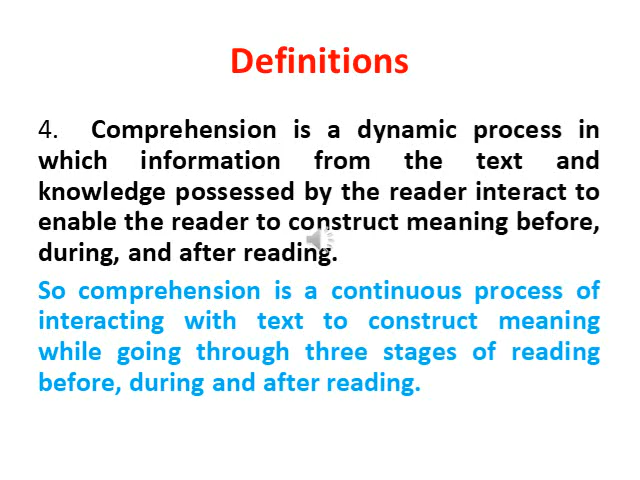 Definitions
4. Comprehension is a dynamic process in
which information from the text and
knowledge possessed by the reader interact to
enable the reader to construct meaning before,
during, and after reading.
So comprehension is a continuous process of
interacting with text to construct meaning
while going through three stages of reading
before, during and after reading.